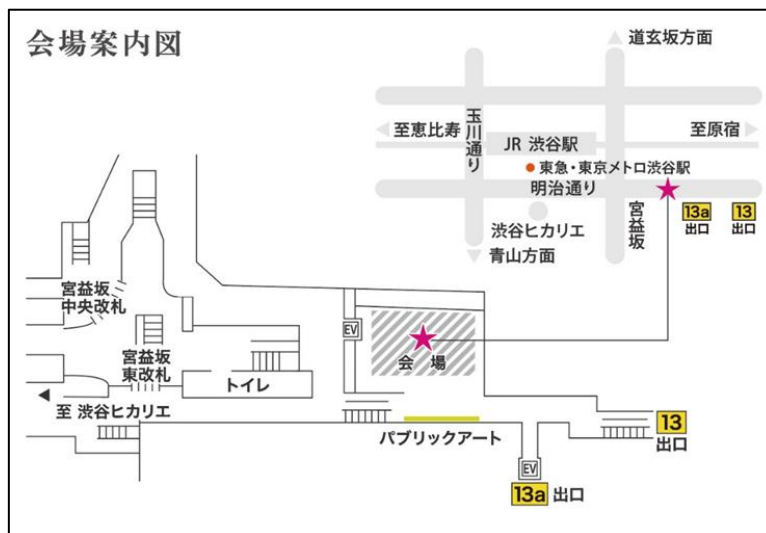 会場案内図
道玄坂方面
玉川通り
至恵比寿
至原宿
JR 渋谷駅
東急・東京メトロ渋谷駅
明治通り
13a
出口
13
出口
宮益坂
渋谷ヒカリエ
青山方面
宮益坂
中央改札
EV
会場
宮益坂
東改札
トイレ
至 渋谷ヒカリエ
パブリックアート
13
出口
EV
13a 出口